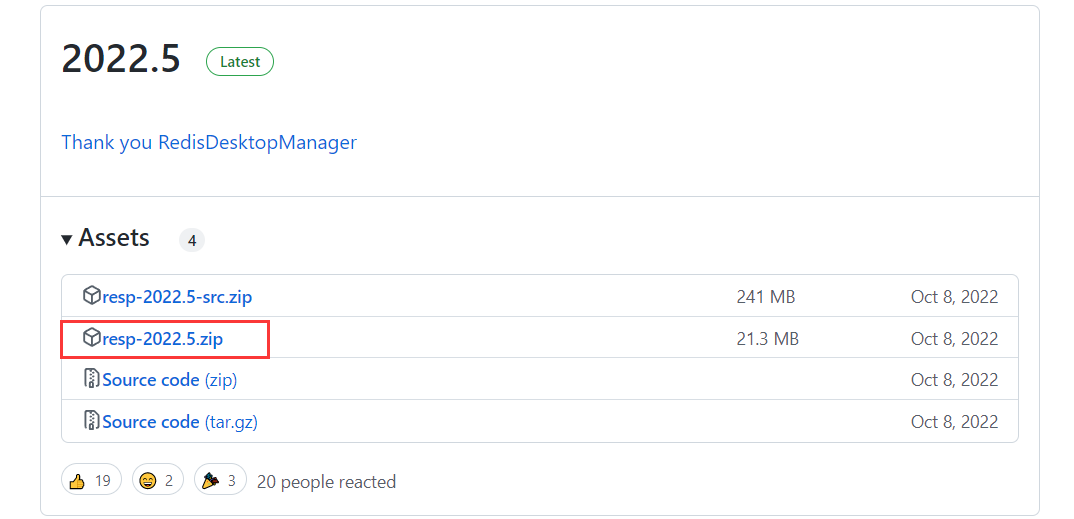 2022.5 Latest
Thank you RedisDesktopManager
Assets 4
resp-2022.5-src.zip 241 MB Oct 8, 2022
resp-2022.5.zip 21.3 MB Oct 8, 2022
Source code (zip) Oct 8, 2022
Source code (tar.gz) Oct 8, 2022
19 2 3 20 people reacted